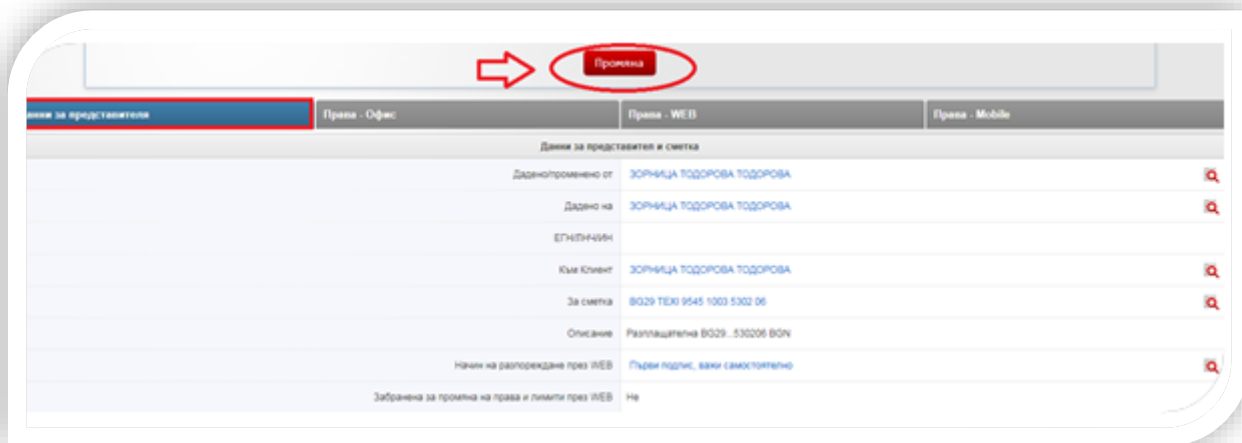 Промяна
Данни за представителя
Права - Офис
Права - WEB
Права - Mobile
Данни за представител и сметка
Дадено/променено от ЗОРНИЦА ТОДОРОВА ТОДОРОВА
Дадено на ЗОРНИЦА ТОДОРОВА ТОДОРОВА
ЕГН/ЛНЧ/ИН
Към Клиент ЗОРНИЦА ТОДОРОВА ТОДОРОВА
За сметка BG29 TEXI 9545 1003 5302 06
Описание Разплащателна BG29...530206 BGN
Начин на разпореждане през WEB Първи подпис, важи самостоятелно
Забранена за промяна на права и лимити през WEB Не